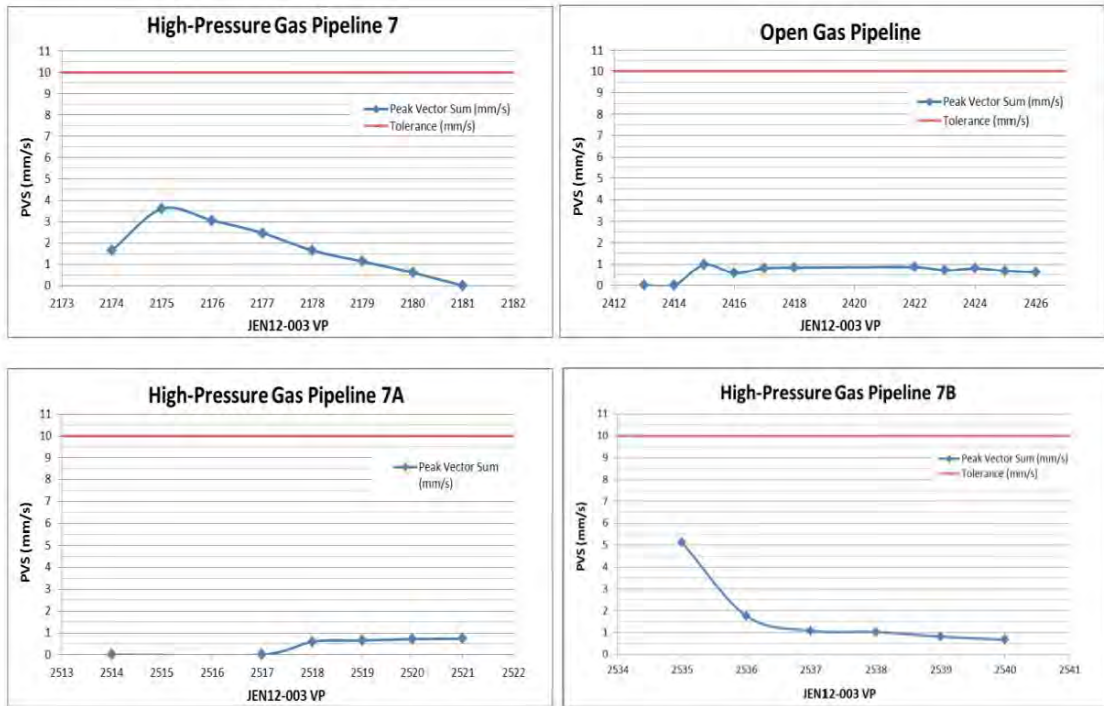 High-Pressure Gas Pipeline 7
11
10
9
8
7
6
5
4
3
2
1
0
PVS (mm/s)
Peak Vector Sum (mm/s)
Tolerance (mm/s)
2173 2174 2175 2176 2177 2178 2179 2180 2181 2182
JEN12-003 VP
Open Gas Pipeline
11
10
9
8
7
6
5
4
3
2
1
0
PVS (mm/s)
Peak Vector Sum (mm/s)
Tolerance (mm/s)
2412 2414 2416 2418 2420 2422 2424 2426
JEN12-003 VP
High-Pressure Gas Pipeline 7A
11
10
9
8
7
6
5
4
3
2
1
0
PVS (mm/s)
Peak Vector Sum
(mm/s)
2513 2514 2515 2516 2517 2518 2519 2520 2521 2522
JEN12-003 VP
High-Pressure Gas Pipeline 7B
11
10
9
8
7
6
5
4
3
2
1
0
PVS (mm/s)
Peak Vector Sum (mm/s)
Tolerance (mm/s)
2534 2535 2536 2537 2538 2539 2540 2541
JEN12-003 VP